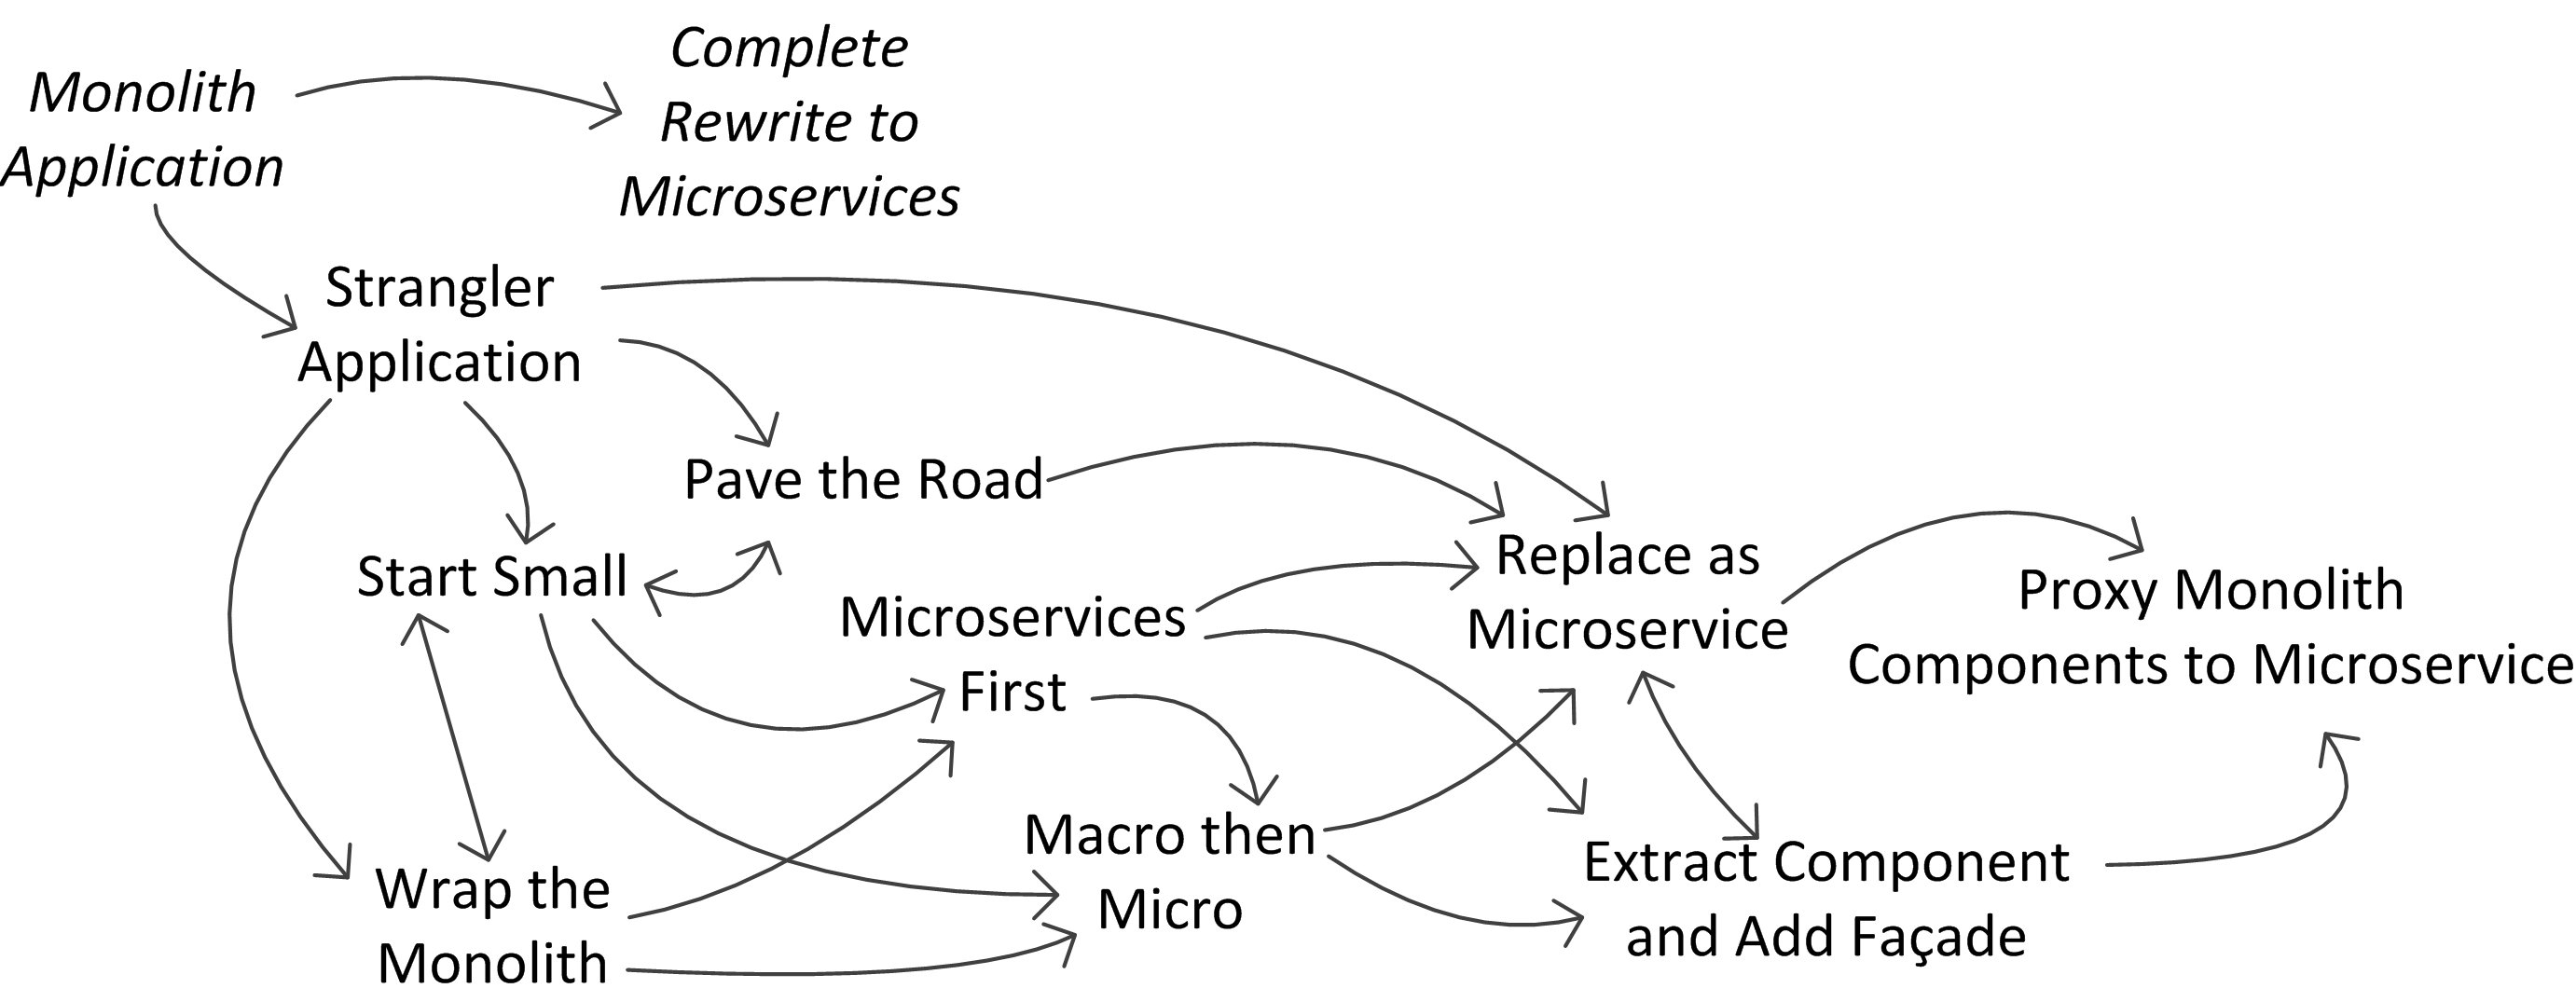 Monolith
Application
Complete
Rewrite to
Microservices
Strangler
Application
Pave the Road
Start Small
Microservices
First
Replace as
Microservice
Proxy Monolith
Components to Microservice
Macro then
Micro
Extract Component
and Add Façade
Wrap the
Monolith